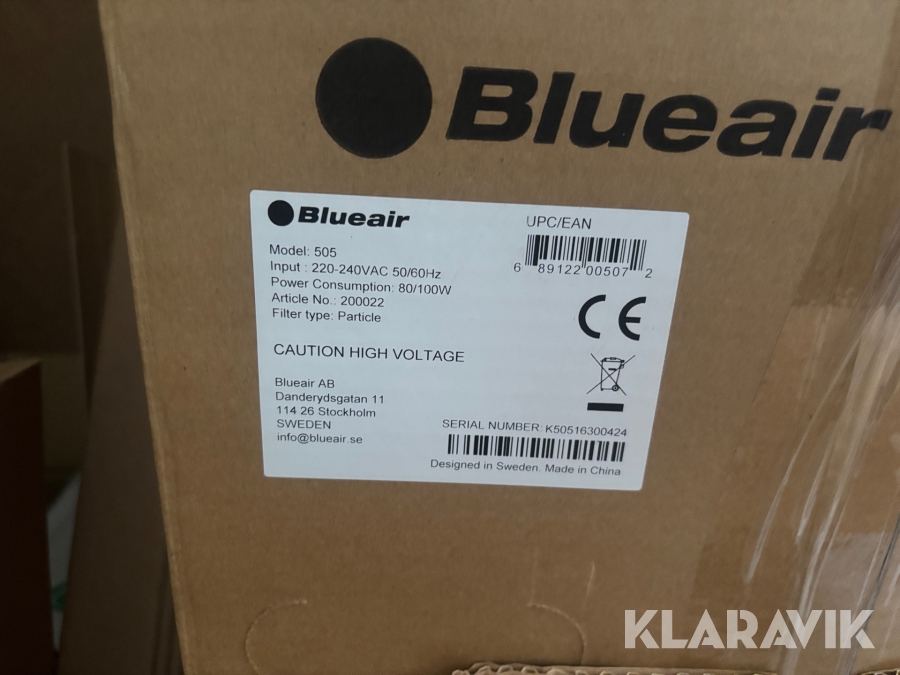 Blueair
Blueair
Model: 505
Input : 220-240VAC 50/60Hz
Power Consumption: 80/100W
Article No.: 200022
Filter type: Particle
CAUTION HIGH VOLTAGE
Blueair AB
Danderydsgatan 11
114 26 Stockholm
SWEDEN
info@blueair.se
UPC/EAN
6 89122 00507 2
CE
SERIAL NUMBER: K50516300424
Designed in Sweden. Made in China
KLARAVIK